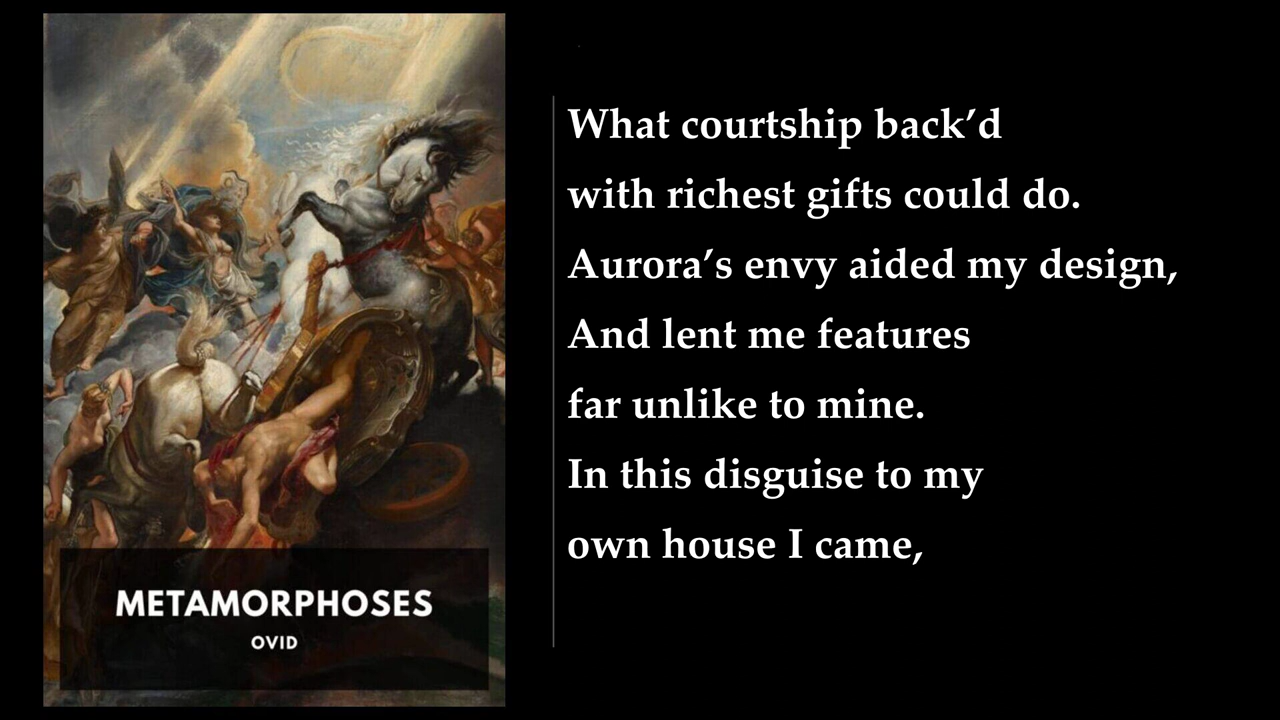 METAMORPHOSES
OVID
What courtship back’d
with richest gifts could do.
Aurora’s envy aided my design,
And lent me features
far unlike to mine.
In this disguise to my
own house I came,